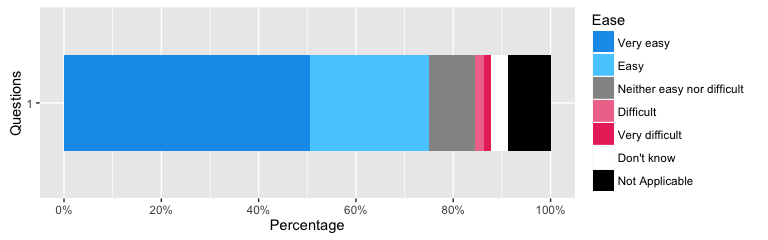 Questions
1
0%
20%
40%
60%
80%
100%
Percentage
Ease
Very easy
Easy
Neither easy nor difficult
Difficult
Very difficult
Don't know
Not Applicable